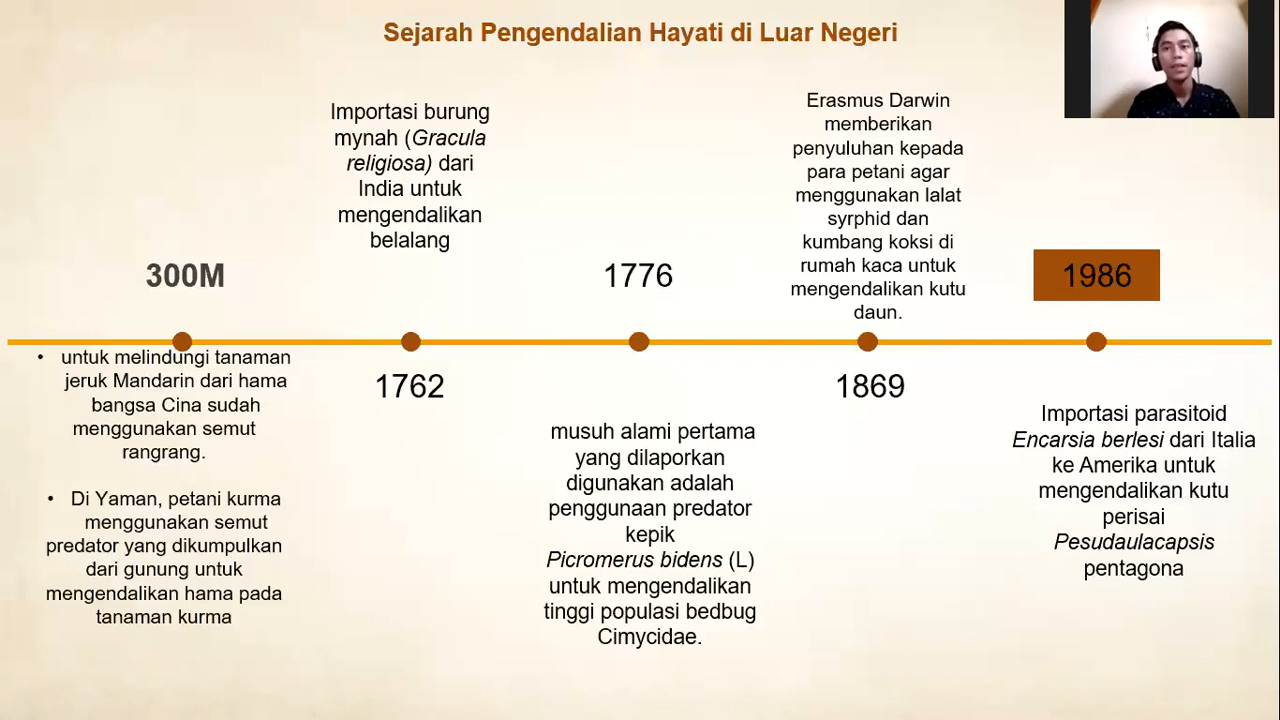 Sejarah Pengendalian Hayati di Luar Negeri
300M
• untuk melindungi tanaman
jeruk Mandarin dari hama
bangsa Cina sudah
menggunakan semut
rangrang.
• Di Yaman, petani kurma
menggunakan semut
predator yang dikumpulkan
dari gunung untuk
mengendalikan hama pada
tanaman kurma
Importasi burung
mynah (Gracula
religiosa) dari
India untuk
mengendalikan
belalang
1762
1776
musuh alami pertama
yang dilaporkan
digunakan adalah
penggunaan predator
kepik
Picromerus bidens (L)
untuk mengendalikan
tinggi populasi bedbug
Cimycidae.
Erasmus Darwin
memberikan
penyuluhan kepada
para petani agar
menggunakan lalat
syrphid dan
kumbang koksi di
rumah kaca untuk
mengendalikan kutu
daun.
1869
1986
Importasi parasitoid
Encarsia berlesi dari Italia
ke Amerika untuk
mengendalikan kutu
perisai
Pesudaulacapsis
pentagona